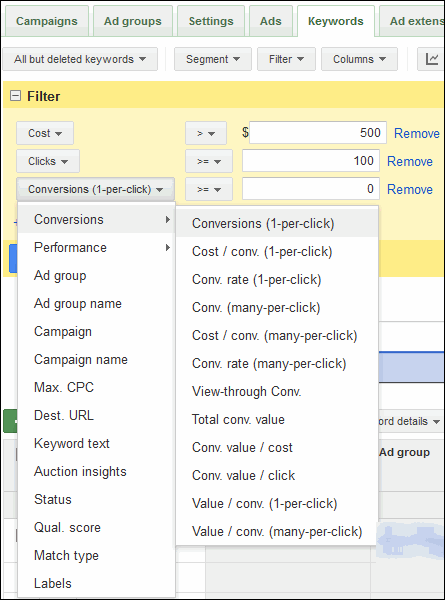 Campaigns Ad groups Settings Ads Keywords Ad extens
All but deleted keywords Segment Filter Columns
Filter
Cost > $ 500 Remove
Clicks >= 100 Remove
Conversions (1-per-click) >= 0 Remove
Conversions
Performance
Ad group
Ad group name
Campaign
Campaign name
Max. CPC
Dest. URL
Keyword text
Auction insights
Status
Qual. score
Match type
Labels
Conversions (1-per-click)
Cost / conv. (1-per-click)
Conv. rate (1-per-click)
Conv. (many-per-click)
Cost / conv. (many-per-click)
Conv. rate (many-per-click)
View-through Conv.
Total conv. value
Conv. value / cost
Conv. value / click
Value / conv. (1-per-click)
Value / conv. (many-per-click)
ord details
Ad group